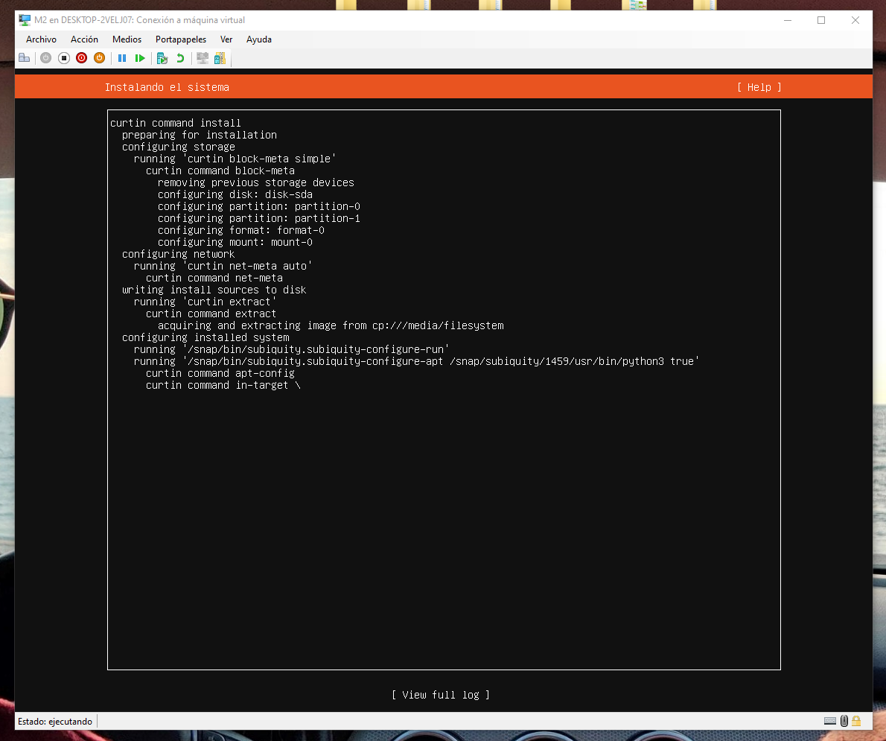 M2 en DESKTOP-2VELJ07: Conexión a máquina virtual
Archivo Acción Medios Portapapeles Ver Ayuda
Instalando el sistema [ Help ]
curtin command install
preparing for installation
configuring storage
running 'curtin block-meta simple'
curtin command block-meta
removing previous storage devices
configuring disk: disk-sda
configuring partition: partition-0
configuring partition: partition-1
configuring format: format-0
configuring mount: mount-0
configuring network
running 'curtin net-meta auto'
curtin command net-meta
writing install sources to disk
running 'curtin extract'
curtin command extract
acquiring and extracting image from cp:///media/filesystem
configuring installed system
running '/snap/bin/subiquity.subiquity-configure-run'
running '/snap/bin/subiquity.subiquity-configure-apt /snap/subiquity/1459/usr/bin/python3 true'
curtin command apt-config
curtin command in-target \
[ View full log ]
Estado: ejecutando